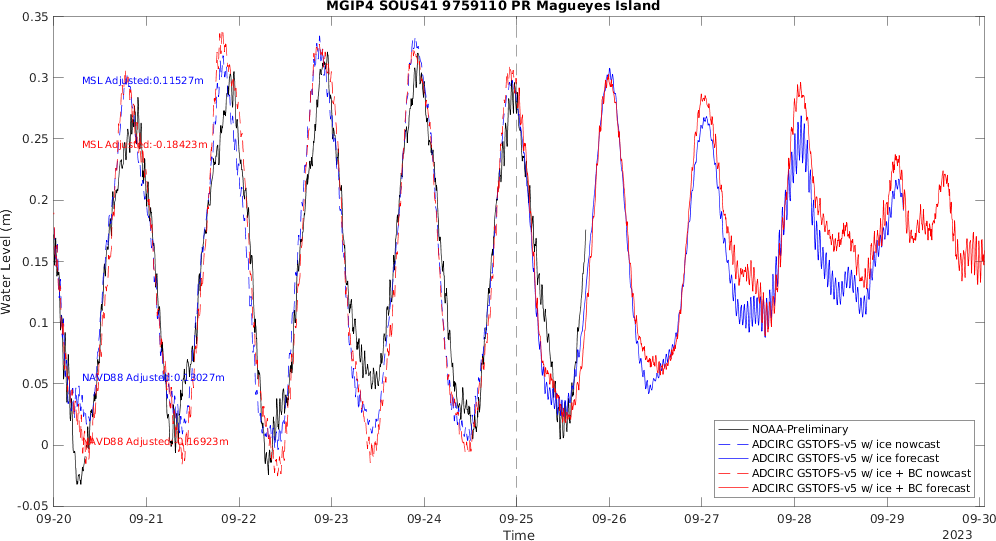 MGIP4 SOUS41 9759110 PR Magueyes Island
0.35
0.3
0.25
0.2
0.15
0.1
0.05
0
-0.05
Water Level (m)
MSL Adjusted:0.11527m
MSL Adjusted:-0.18423m
NAVD88 Adjusted:
NAVD88 Adjusted:
NOAA-Preliminary
ADCIRC GSTOFS-v5 w/ ice nowcast
ADCIRC GSTOFS-v5 w/ ice forecast
ADCIRC GSTOFS-v5 w/ ice + BC nowcast
ADCIRC GSTOFS-v5 w/ ice + BC forecast
09-20 09-21 09-22 09-23 09-24 09-25 09-26 09-27 09-28 09-29 09-30
Time
2023